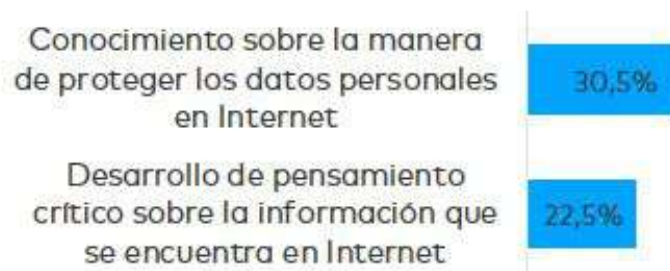 Conocimiento sobre la manera
de proteger los datos personales
en Internet
30,5%
Desarrollo de pensamiento
crítico sobre la información que
se encuentra en Internet
22,5%